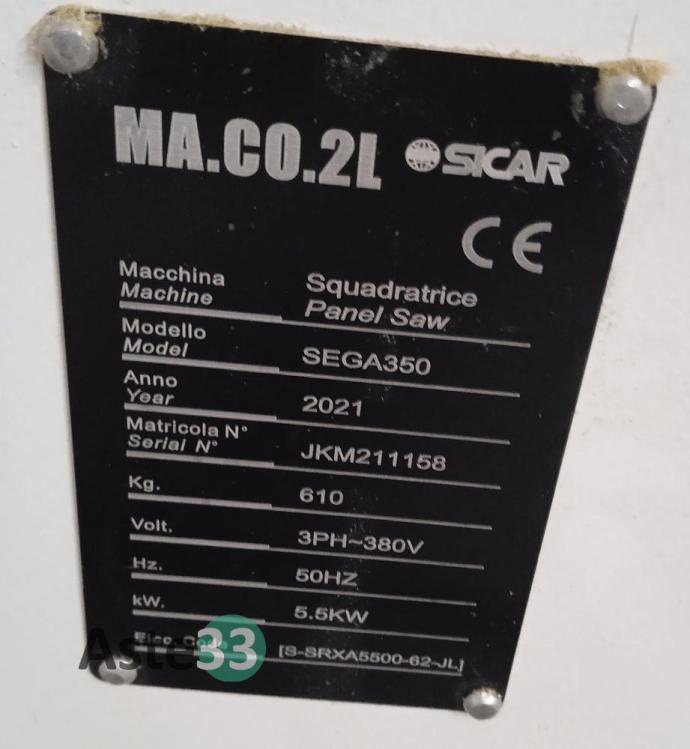 MA.CO.2L SICAR
CE
Macchina Squadratrice
Machine Panel Saw
Modello
Model SEGA350
Anno
Year 2021
Matricola N°
Serial N° JKM211158
Kg. 610
Volt. 3PH~380V
Hz. 50HZ
kW. 5.5KW
[S-SRXA5500-62-JL]
Aste33